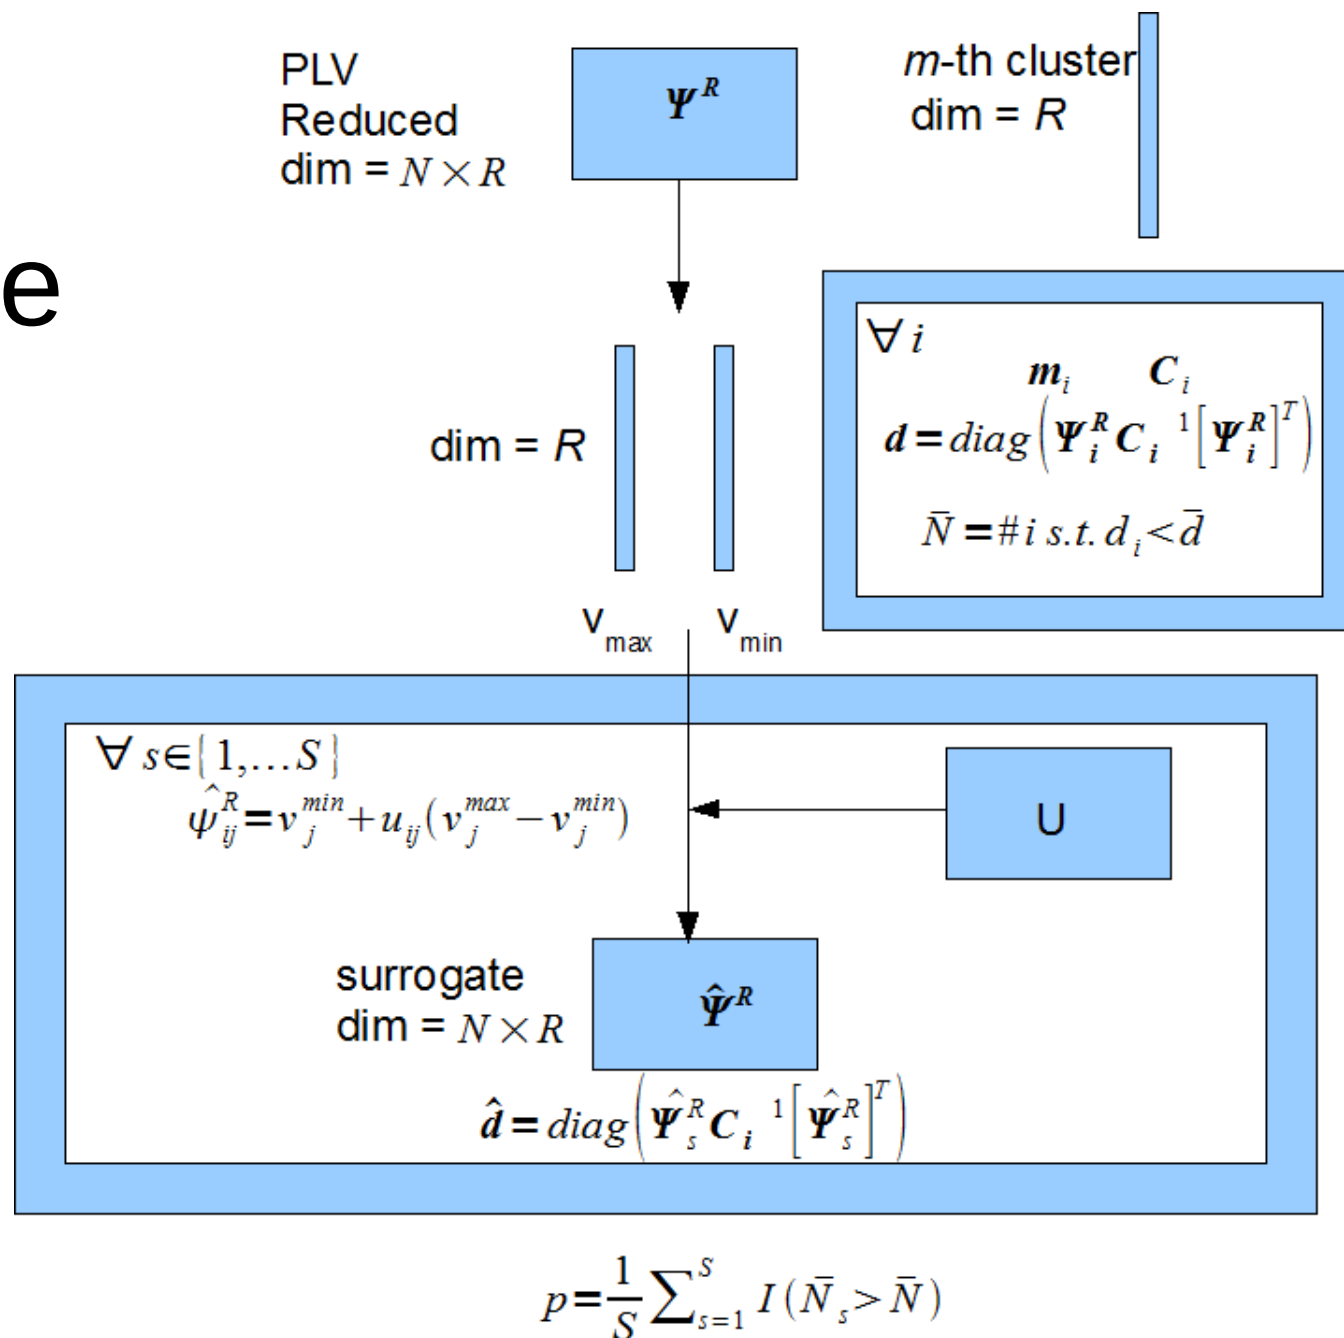 PLV
Reduced
dim = N × R
Ψ^R
m-th cluster
dim = R
e
∀ i
m_i C_i
d = diag(Ψ_i^R C_i ^1 [Ψ_i^R]^T)
N̄ = # i s.t. d_i < d̄
dim = R
v_max v_min
∀ s ∈ {1,…S}
ψ̂_ij^R = v_j^min + u_ij (v_j^max − v_j^min)
U
surrogate
dim = N × R
Ψ̂^R
d̂ = diag(Ψ̂_s^R C_i ^1 [Ψ̂_s^R]^T)
p = 1/S ∑_{s=1}^S I(N̄_s > N̄)